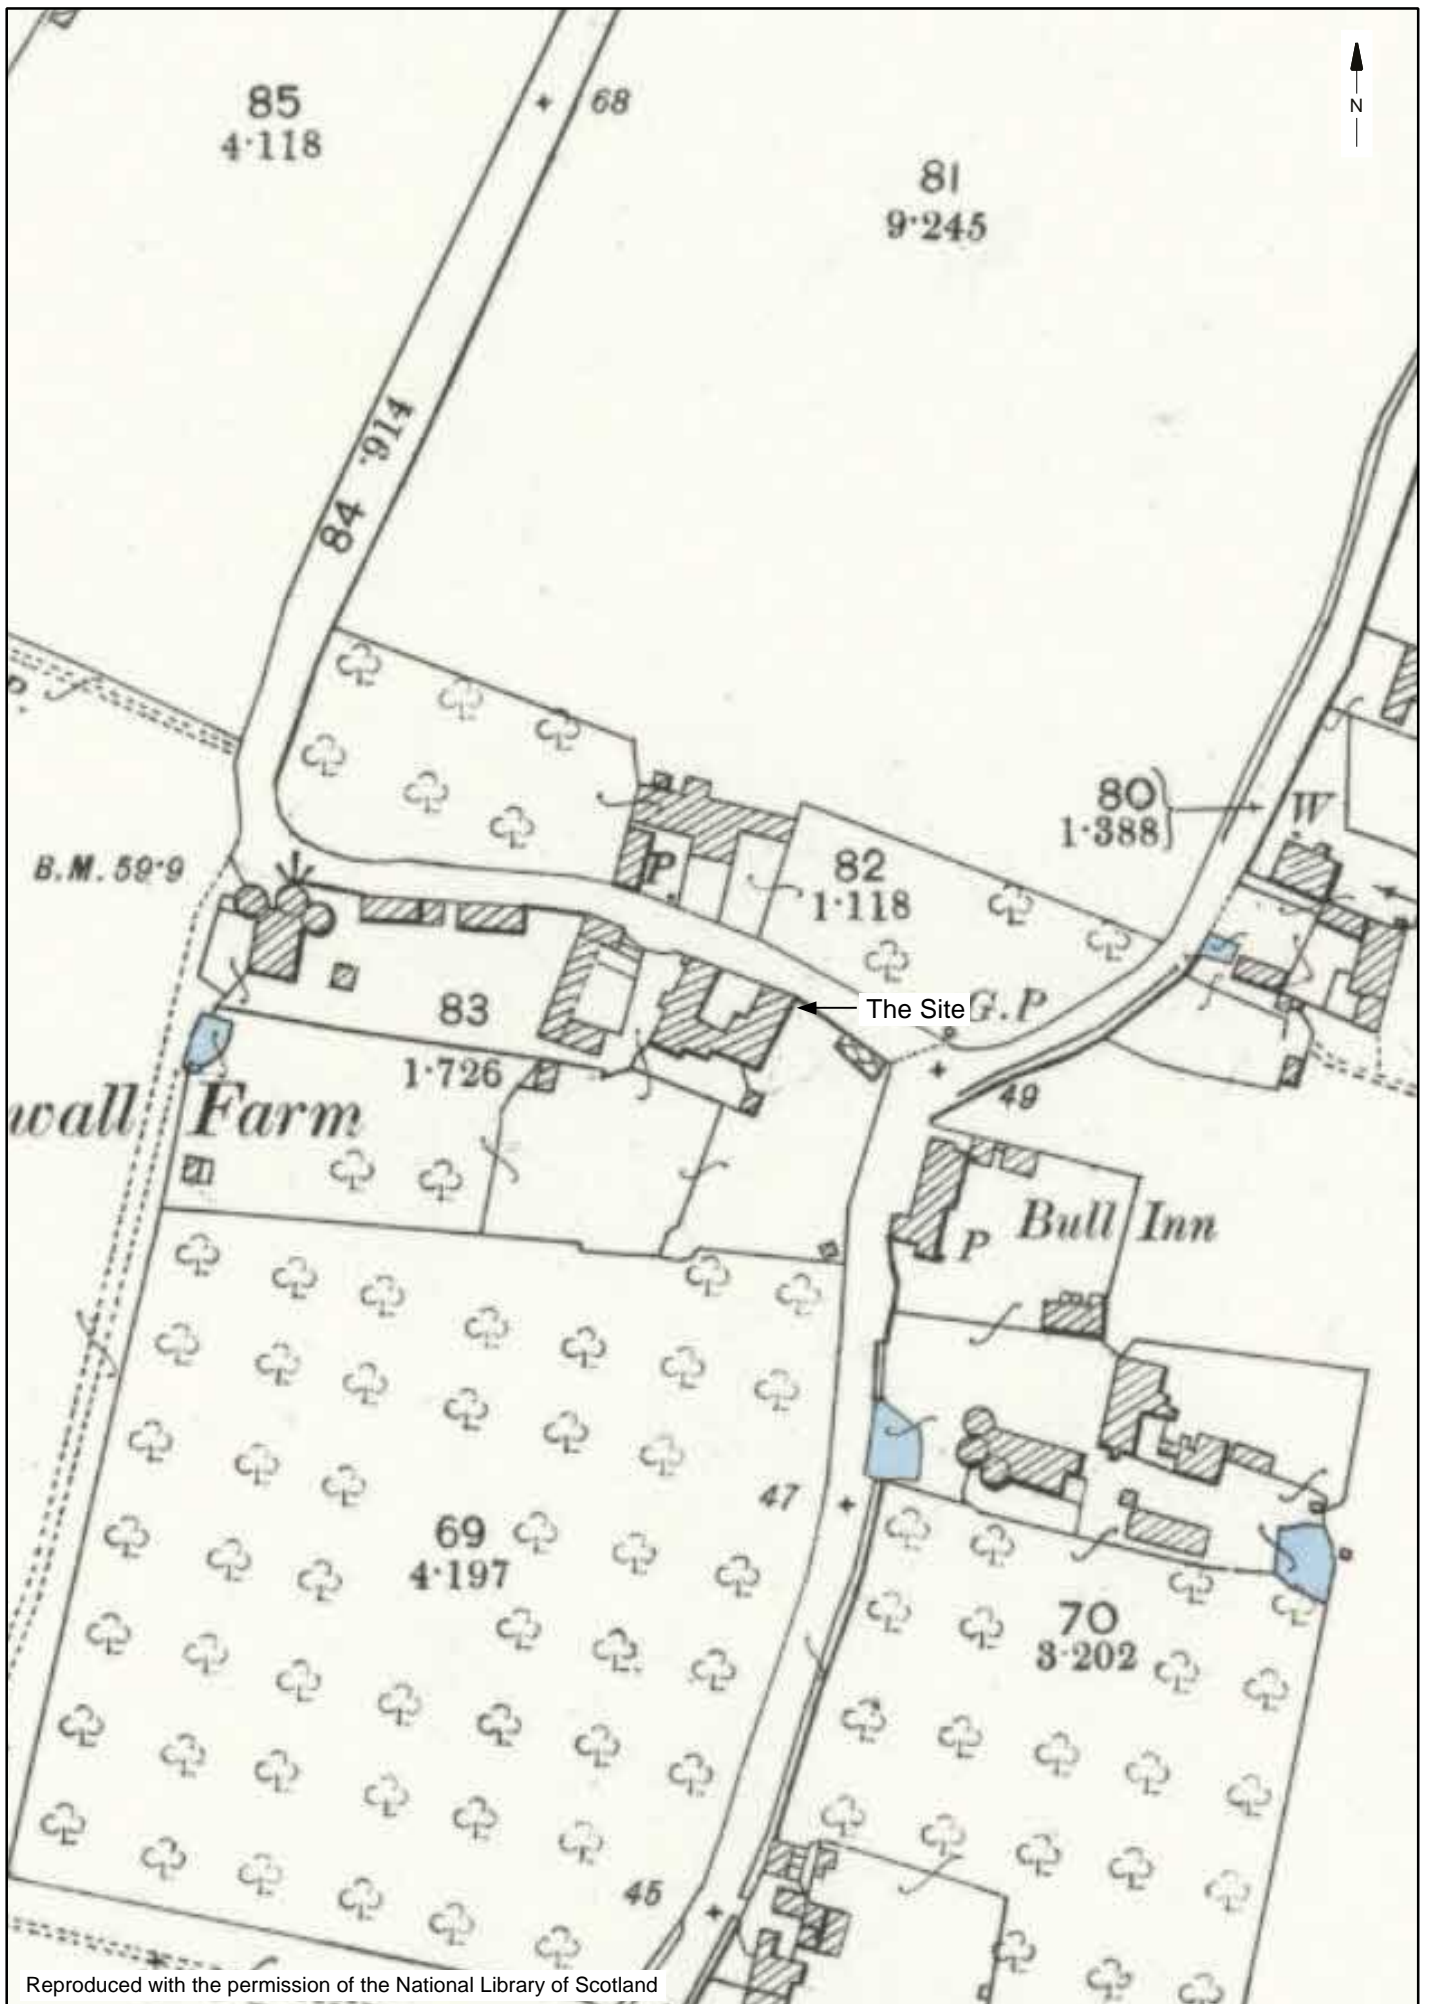 85
4·118
68
N
81
9·245
84 ·914
80
1·388
W
B.M. 59·9
P.
82
1·118
The Site
G.P
83
1·726
49
wall Farm
Bull Inn
P
47
69
4·197
70
3·202
45
Reproduced with the permission of the National Library of Scotland